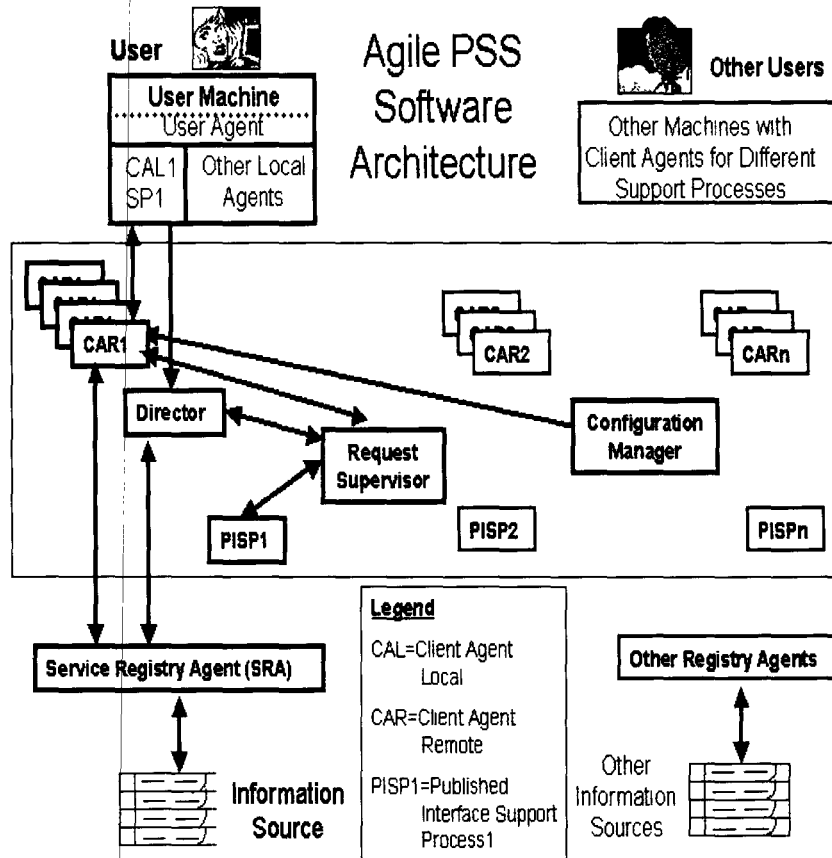 User
Agile PSS
Software
Architecture
Other Users
User Machine
User Agent
CAL1
SP1
Other Local
Agents
Other Machines with
Client Agents for Different
Support Processes
CAR1
CAR2
CARn
Director
Request
Supervisor
Configuration
Manager
PISP1
PISP2
PISPn
Service Registry Agent (SRA)
Other Registry Agents
Legend
CAL=Client Agent
Local
CAR=Client Agent
Remote
PISP1=Published
Interface Support
Process1
Information
Source
Other
Information
Sources